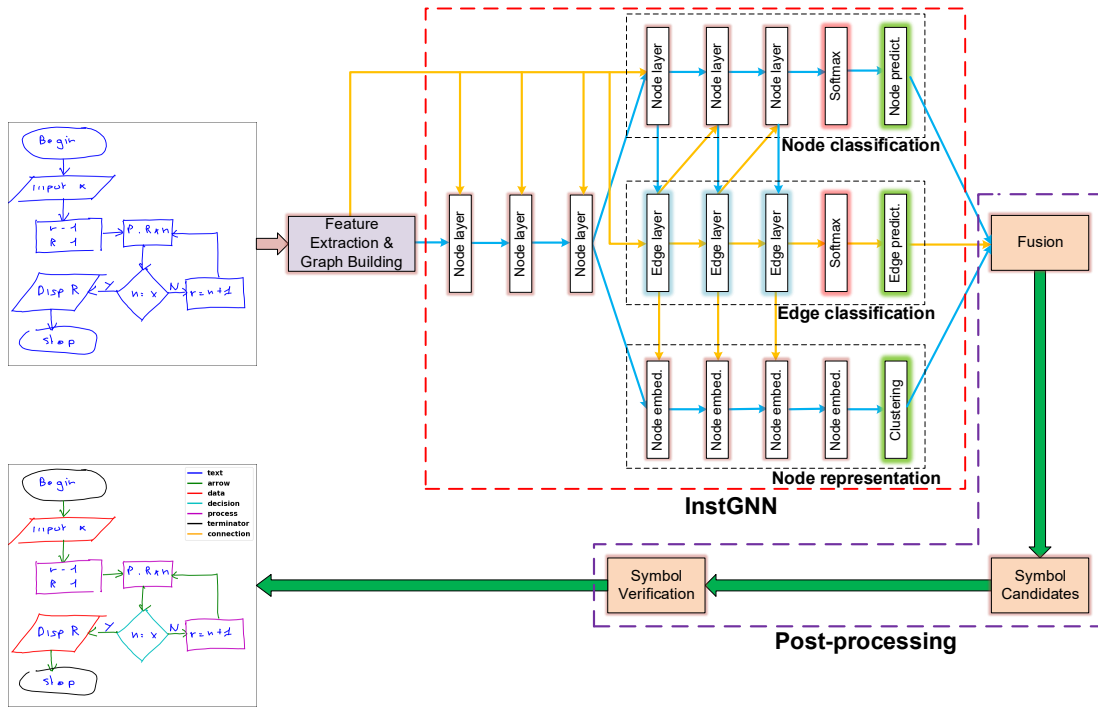 Begin
Input x
r-1
R 1
P.R*n
Disp R
Y
n=x
N
r=n+1
stop
Feature
Extraction &
Graph Building
Node layer
Node layer
Node layer
Node layer
Node layer
Node layer
Softmax
Node predict.
Node classification
Edge layer
Edge layer
Edge layer
Softmax
Edge predict.
Edge classification
Node embed.
Node embed.
Node embed.
Node embed.
Clustering
Node representation
InstGNN
Fusion
Symbol
Candidates
Symbol
Verification
Post-processing
text
arrow
data
decision
process
terminator
connection
Begin
Input x
r-1
R 1
P.R*n
Disp R
Y
n=x
N
r=n+1
stop